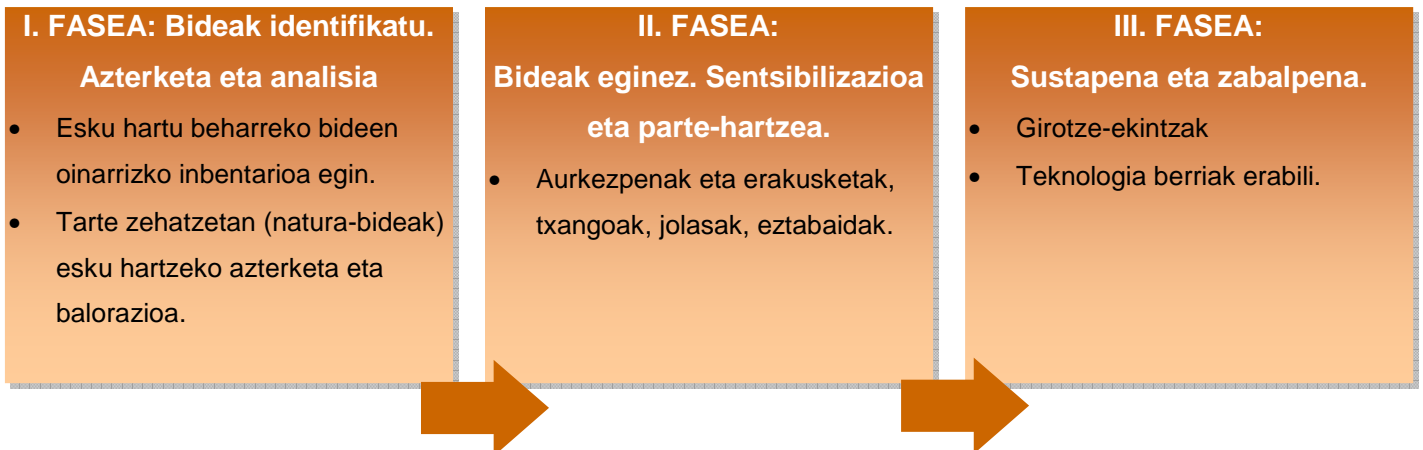 I. FASEA: Bideak identifikatu.
Azterketa eta analisia
• Esku hartu beharreko bideen
oinarrizko inbentarioa egin.
• Tarte zehatzetan (natura-bideak)
esku hartzeko azterketa eta
balorazioa.
II. FASEA:
Bideak eginez. Sentsibilizazioa
eta parte-hartzea.
• Aurkezpenak eta erakusketak,
txangoak, jolasak, eztabaidak.
III. FASEA:
Sustapena eta zabalpena.
• Girotze-ekintzak
• Teknologia berriak erabili.